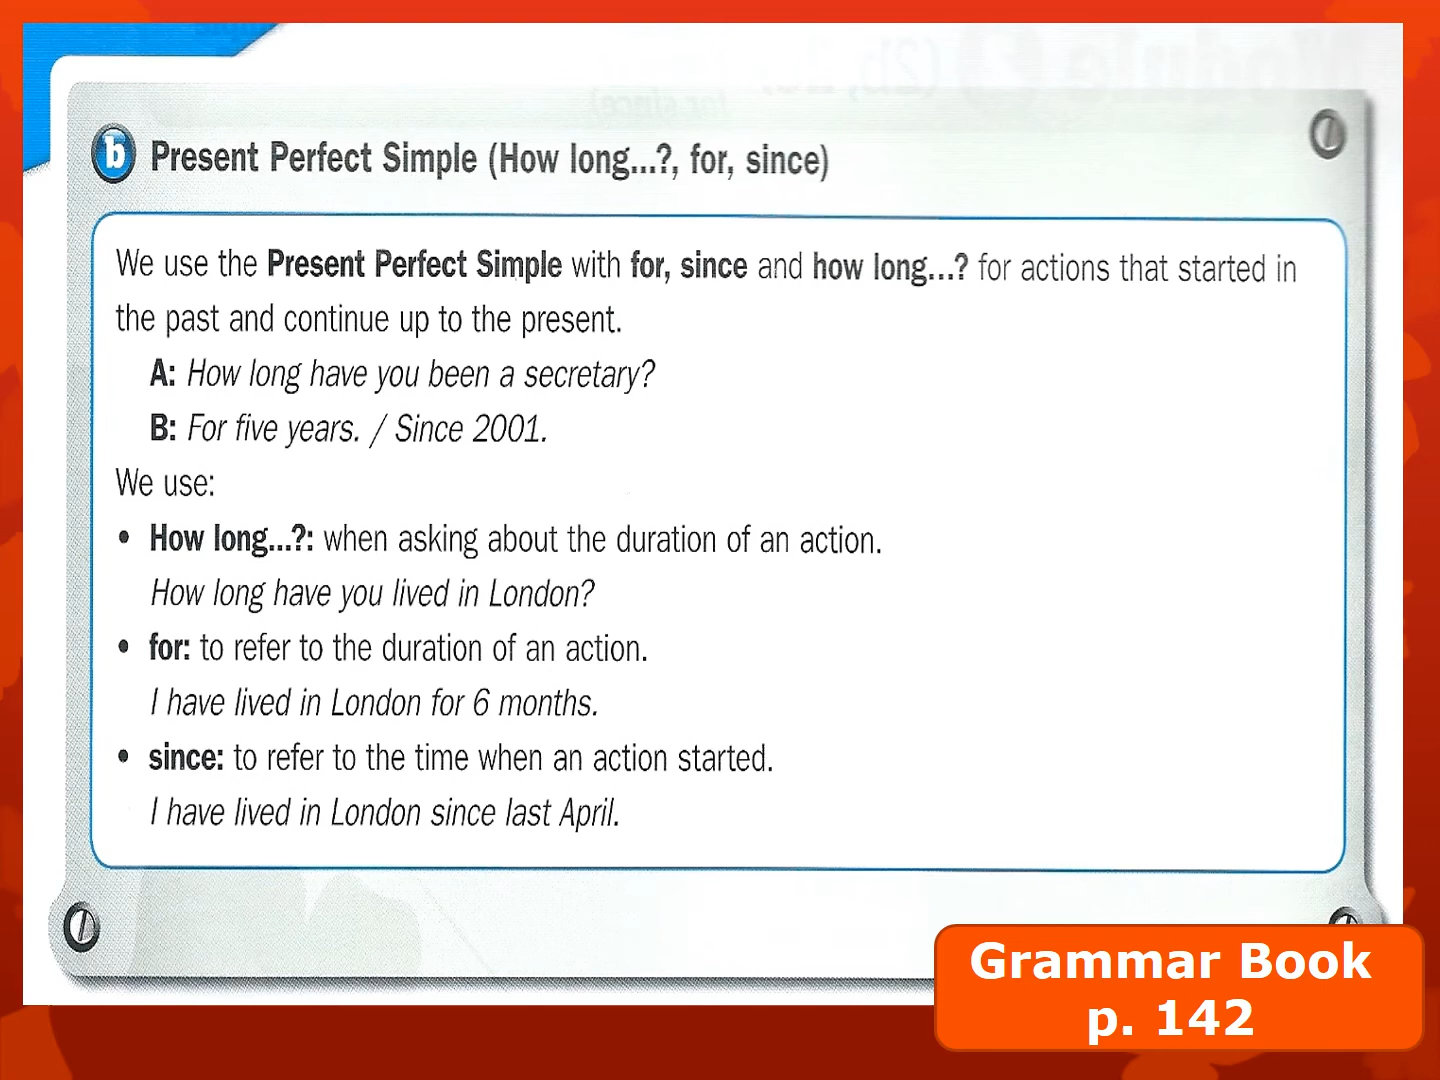 b Present Perfect Simple (How long...?, for, since)
We use the Present Perfect Simple with for, since and how long...? for actions that started in
the past and continue up to the present.
A: How long have you been a secretary?
B: For five years. / Since 2001.
We use:
• How long...?: when asking about the duration of an action.
How long have you lived in London?
• for: to refer to the duration of an action.
I have lived in London for 6 months.
• since: to refer to the time when an action started.
I have lived in London since last April.
Grammar Book
p. 142